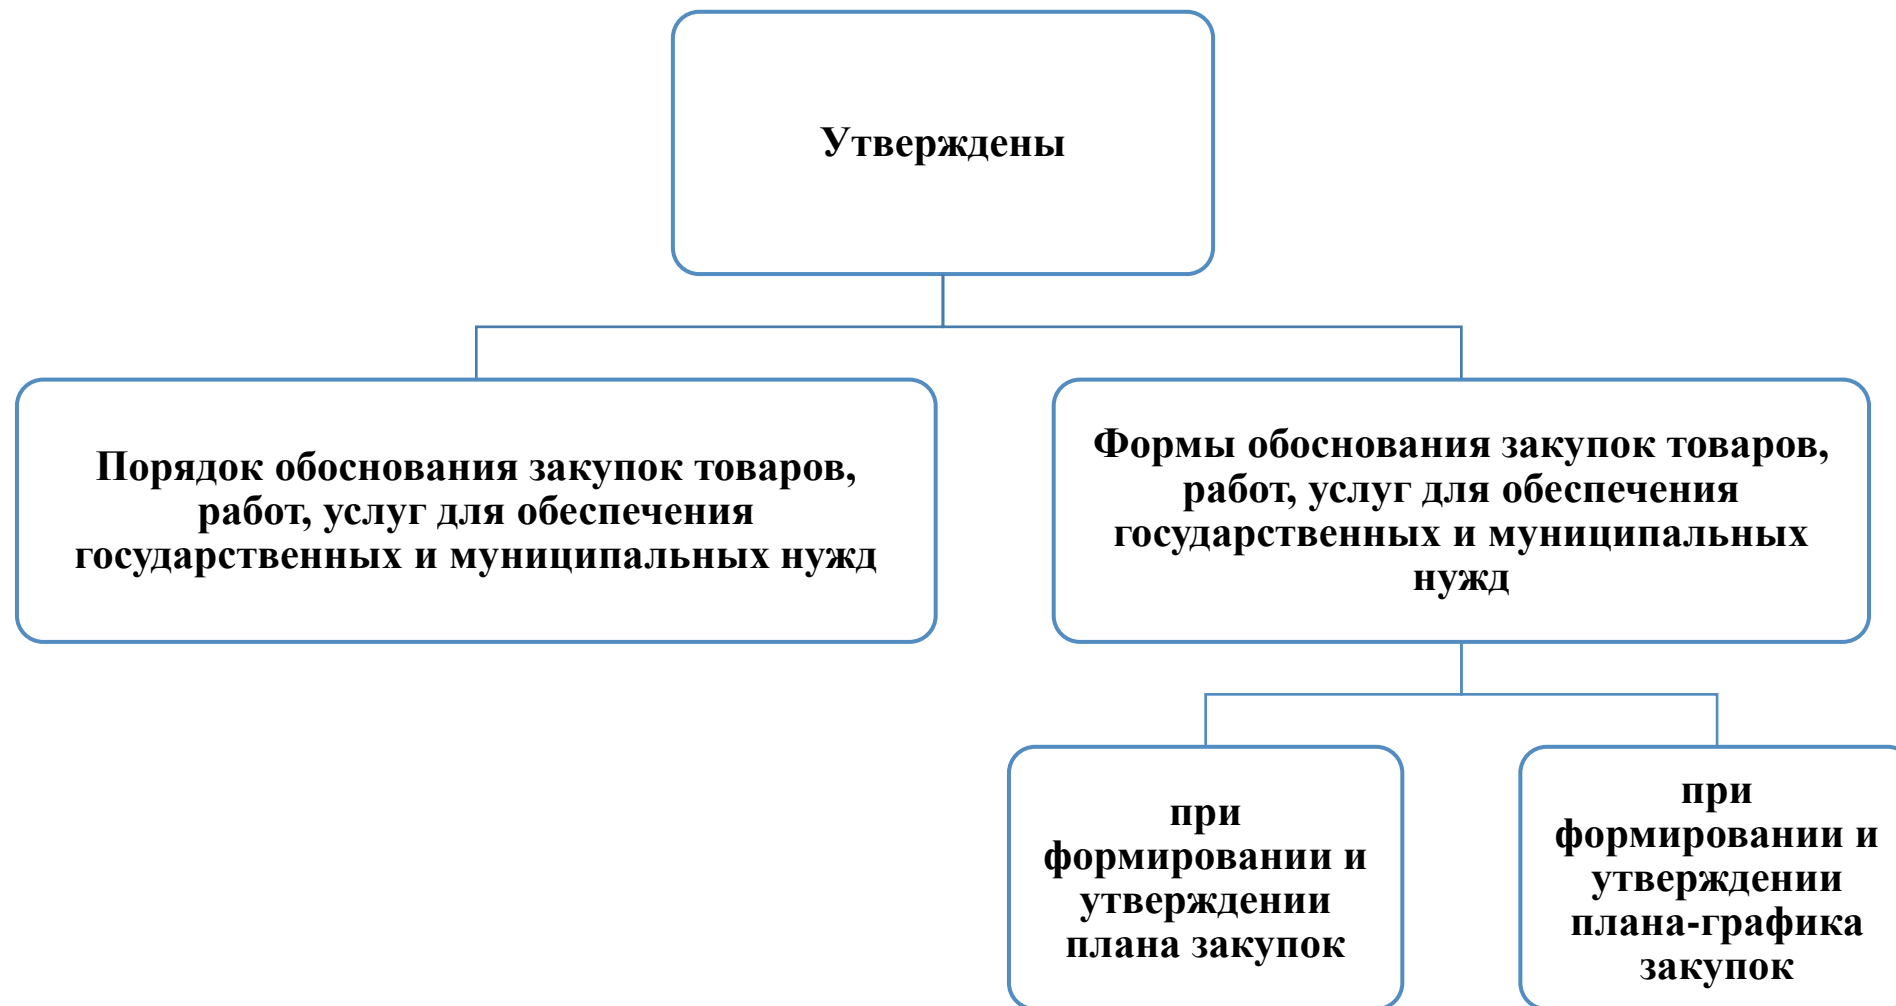 Утверждены
Порядок обоснования закупок товаров,
работ, услуг для обеспечения
государственных и муниципальных нужд
Формы обоснования закупок товаров,
работ, услуг для обеспечения
государственных и муниципальных
нужд
при
формировании и
утверждении
плана закупок
при
формировании и
утверждении
плана-графика
закупок